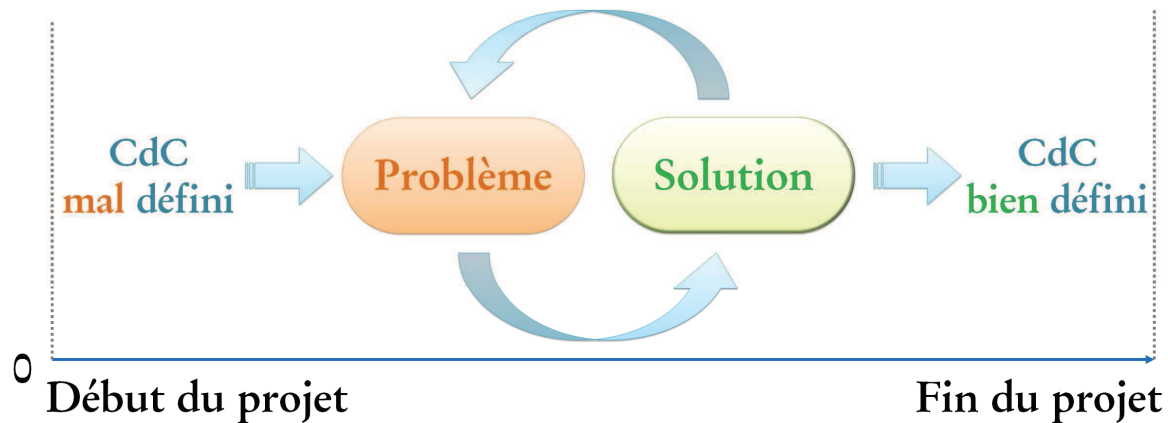 CdC
mal défini
Problème
Solution
CdC
bien défini
0
Début du projet
Fin du projet